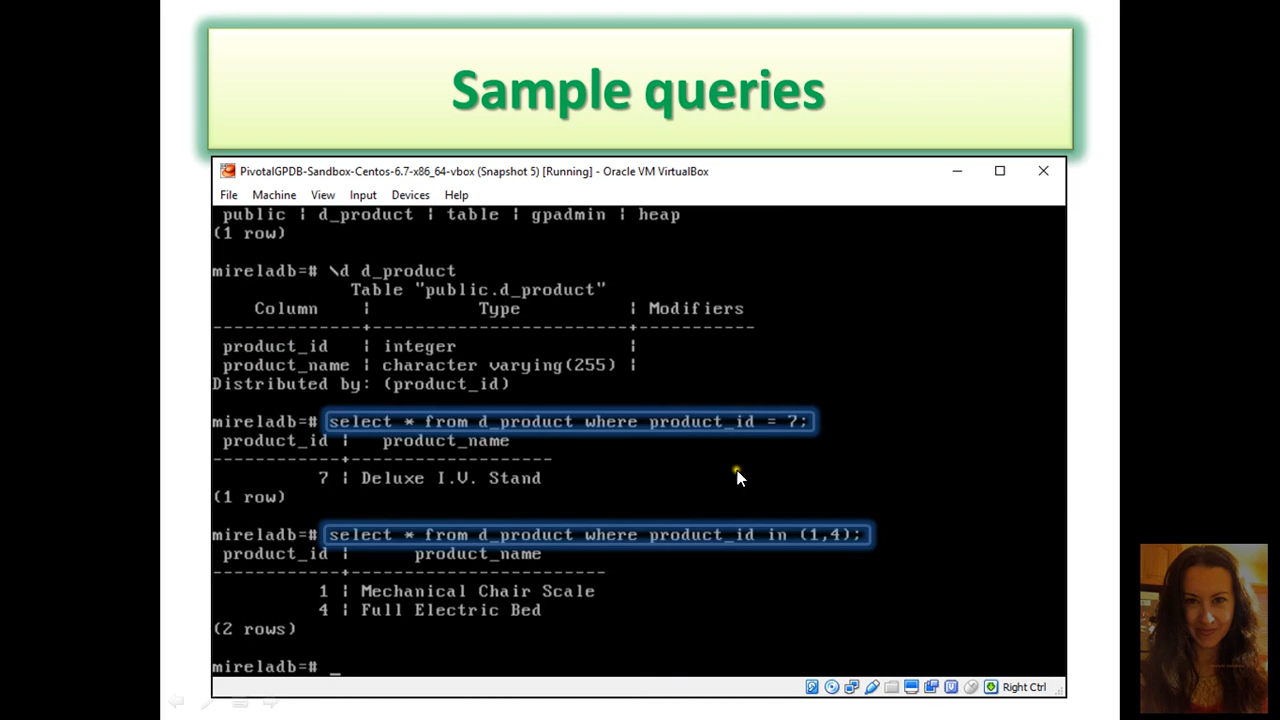 Sample queries
PivotalGPDB-Sandbox-Centos-6.7-x86_64-vbox (Snapshot 5) [Running] - Oracle VM VirtualBox
File Machine View Input Devices Help
public | d_product | table | gpadmin | heap
(1 row)
mireladb=# \d d_product
Table "public.d_product"
Column | Type | Modifiers
--------------+------------------------+-----------
product_id | integer |
product_name | character varying(255) |
Distributed by: (product_id)
mireladb=# select * from d_product where product_id = 7;
product_id | product_name
------------+-------------------
7 | Deluxe I.V. Stand
(1 row)
mireladb=# select * from d_product where product_id in (1,4);
product_id | product_name
------------+------------------------
1 | Mechanical Chair Scale
4 | Full Electric Bed
(2 rows)
mireladb=# _
Right Ctrl